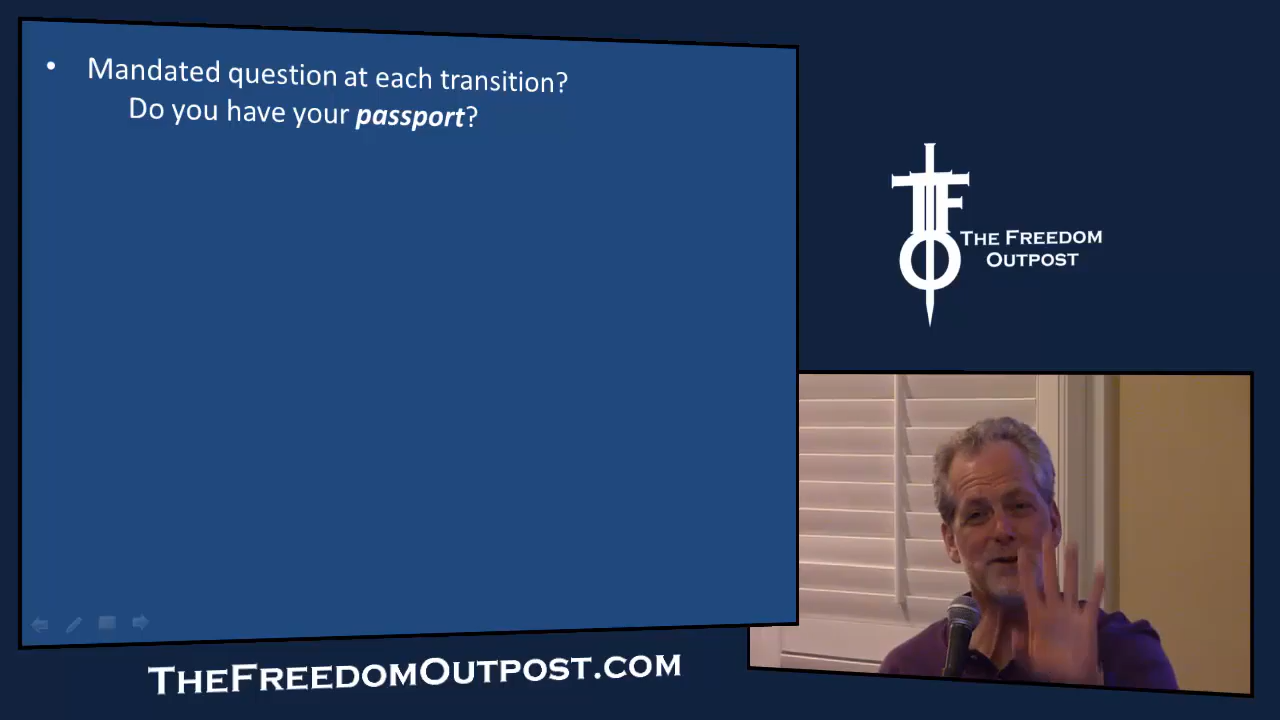 • Mandated question at each transition?
Do you have your passport?
TFO
The Freedom
Outpost
TheFreedomOutpost.com